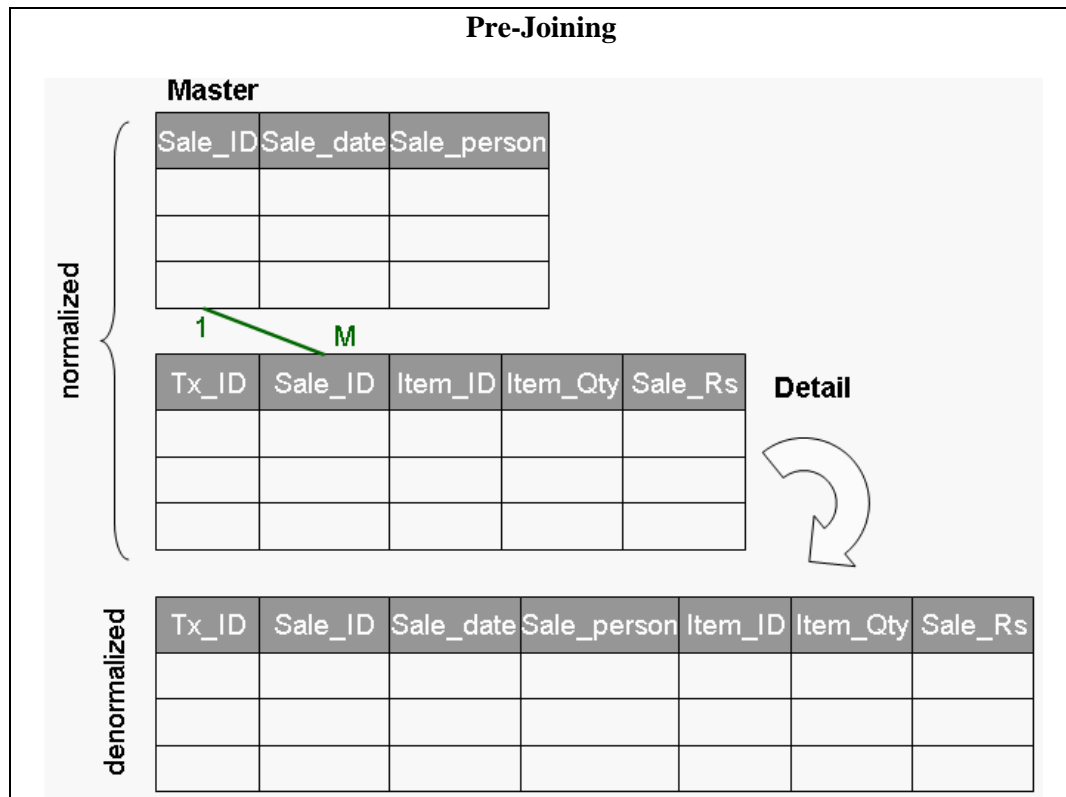 Pre-Joining
Master
Sale_ID Sale_date Sale_person
normalized
1
M
Tx_ID Sale_ID Item_ID Item_Qty Sale_Rs
Detail
denormalized
Tx_ID Sale_ID Sale_date Sale_person Item_ID Item_Qty Sale_Rs